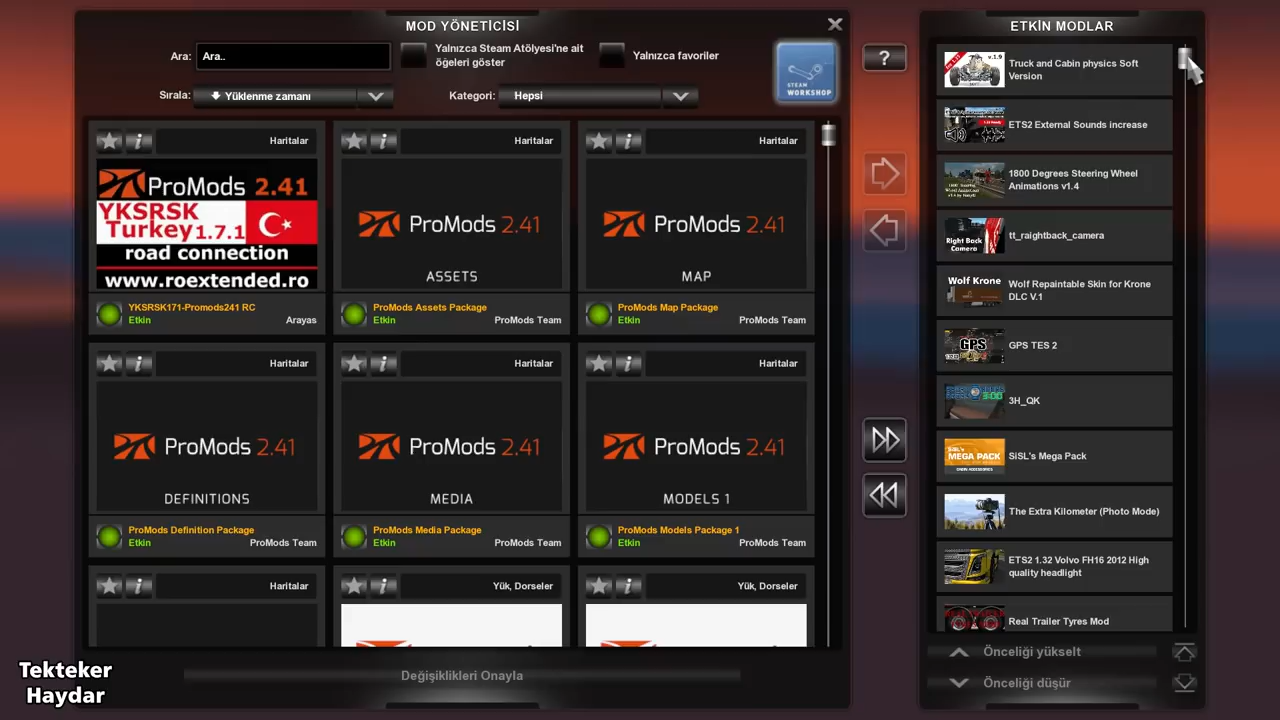 MOD YÖNETİCİSİ
Ara:
Ara..
Yalnızca Steam Atölyesi'ne ait
öğeleri göster
Yalnızca favoriler
STEAM
WORKSHOP
Sırala:
Yüklenme zamanı
Kategori:
Hepsi
Haritalar
ProMods 2.41
YKSRSK
Turkey1.7.1
road connection
www.roextended.ro
YKSRSK171-Promods241 RC
Etkin
Arayas
Haritalar
ProMods 2.41
ASSETS
ProMods Assets Package
Etkin
ProMods Team
Haritalar
ProMods 2.41
MAP
ProMods Map Package
Etkin
ProMods Team
Haritalar
ProMods 2.41
DEFINITIONS
ProMods Definition Package
Etkin
ProMods Team
Haritalar
ProMods 2.41
MEDIA
ProMods Media Package
Etkin
ProMods Team
Haritalar
ProMods 2.41
MODELS 1
ProMods Models Package 1
Etkin
ProMods Team
Haritalar
Yük, Dorseler
Yük, Dorseler
Değişiklikleri Onayla
?
ETKİN MODLAR
v.1.9
Truck and Cabin physics Soft
Version
ETS2 External Sounds increase
1800 Degrees Steering Wheel
Animations v1.4
Right Back
Camera
tt_raightback_camera
Wolf Krone
Wolf Repaintable Skin for Krone
DLC V.1
GPS
GPS TES 2
3H_QK
SiSL's
MEGA PACK
SiSL's Mega Pack
The Extra Kilometer (Photo Mode)
ETS2 1.32 Volvo FH16 2012 High
quality headlight
Real Trailer Tyres Mod
Önceliği yükselt
Önceliği düşür
Tekteker
Haydar